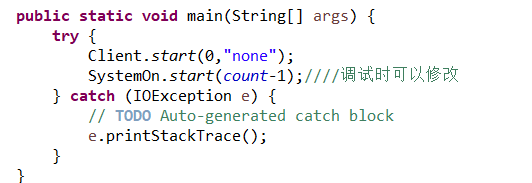 public static void main(String[] args) {
    try {
        Client.start(0,"none");
        SystemOn.start(count-1);////调试时可以修改
    } catch (IOException e) {
        // TODO Auto-generated catch block
        e.printStackTrace();
    }
}